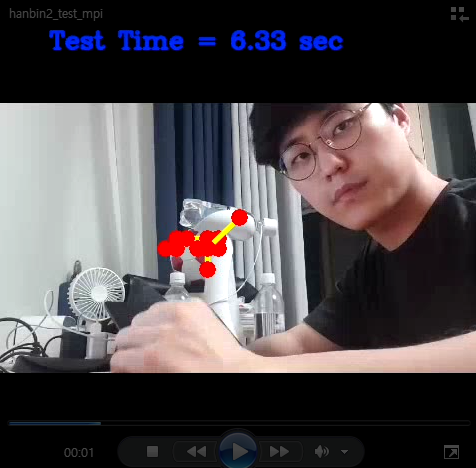 hanbin2_test_mpi
Test Time = 6.33 sec
00:01